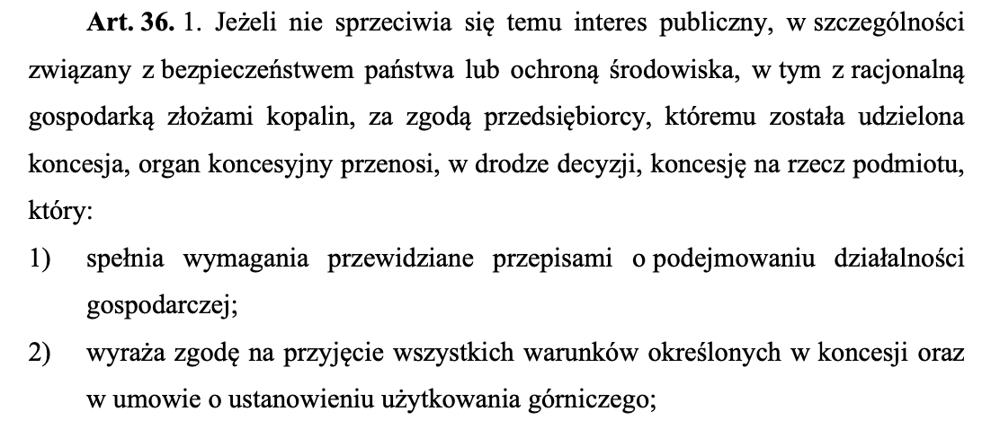 Art. 36. 1. Jeżeli nie sprzeciwia się temu interes publiczny, w szczególności
związany z bezpieczeństwem państwa lub ochroną środowiska, w tym z racjonalną
gospodarką złożami kopalin, za zgodą przedsiębiorcy, któremu została udzielona
koncesja, organ koncesyjny przenosi, w drodze decyzji, koncesję na rzecz podmiotu,
który:
1) spełnia wymagania przewidziane przepisami o podejmowaniu działalności
gospodarczej;
2) wyraża zgodę na przyjęcie wszystkich warunków określonych w koncesji oraz
w umowie o ustanowieniu użytkowania górniczego;